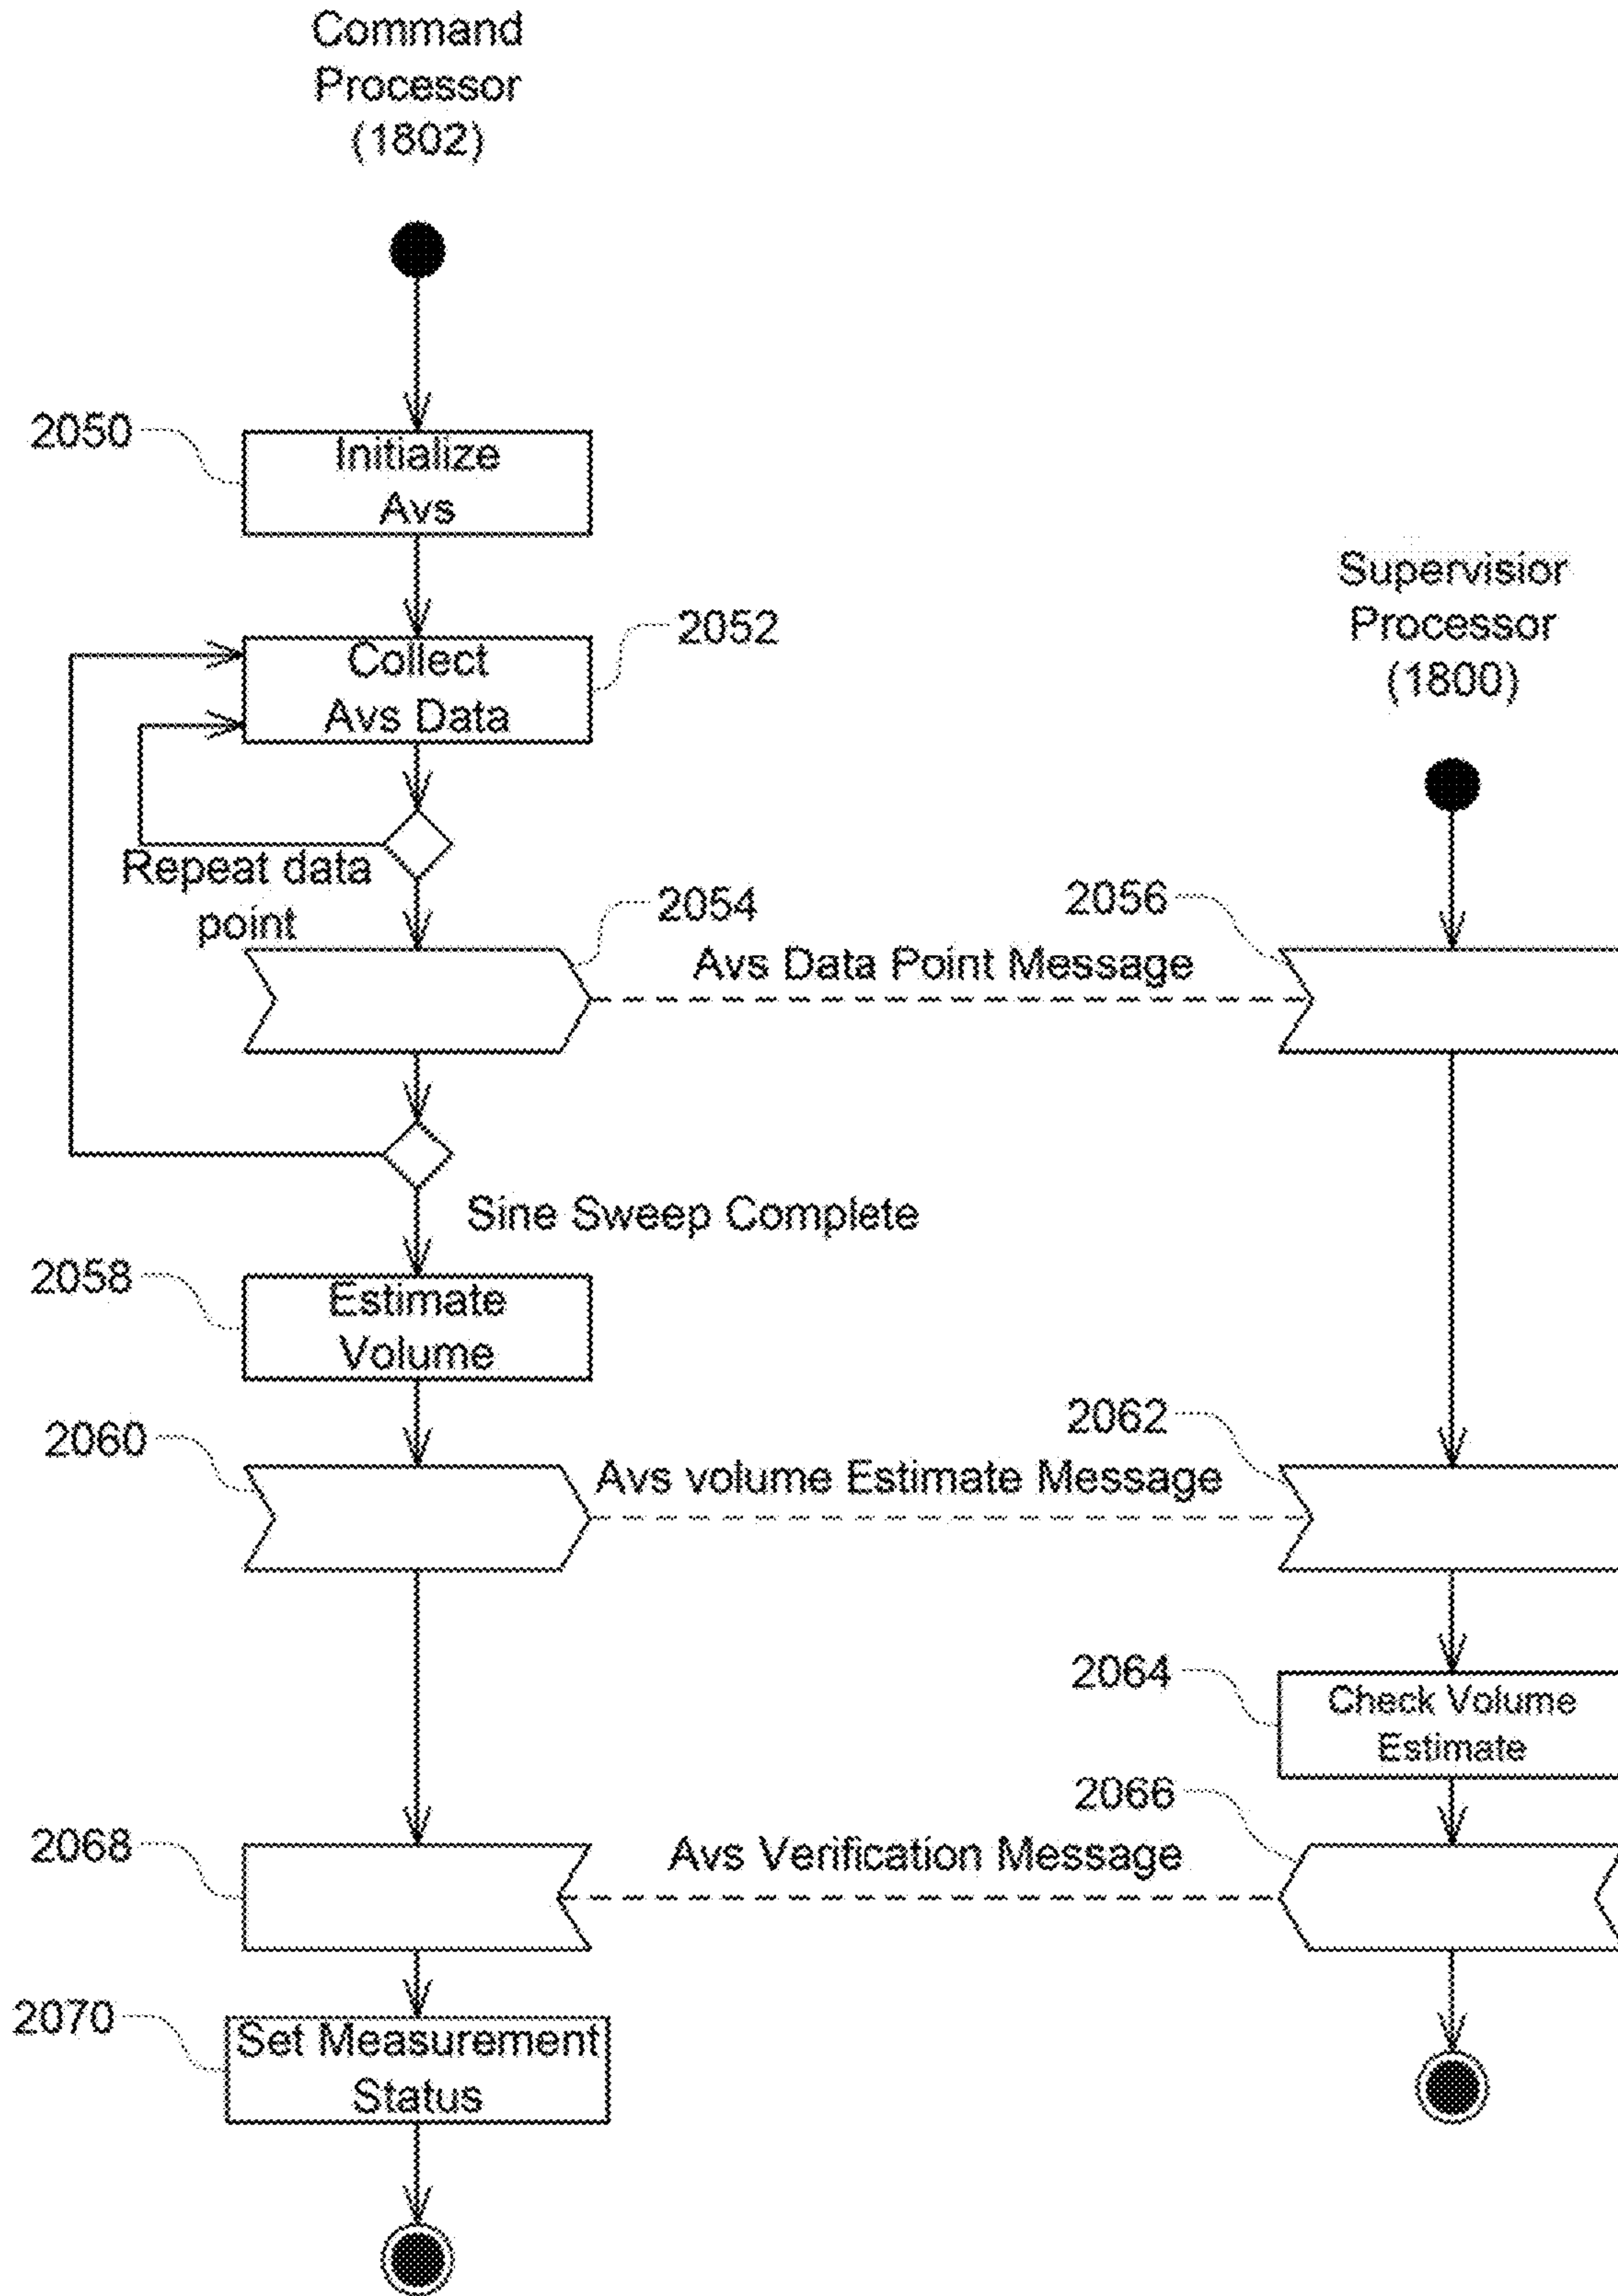 Command
Processor
(1802)
2050
Initialize
Avs
Supervisior
Processor
(1800)
2052
Collect
Avs Data
Repeat data
point
2054
2056
Avs Data Point Message
Sine Sweep Complete
2058
Estimate
Volume
2060
2062
Avs volume Estimate Message
2064
Check Volume
Estimate
2066
2068
Avs Verification Message
2070
Set Measurement
Status